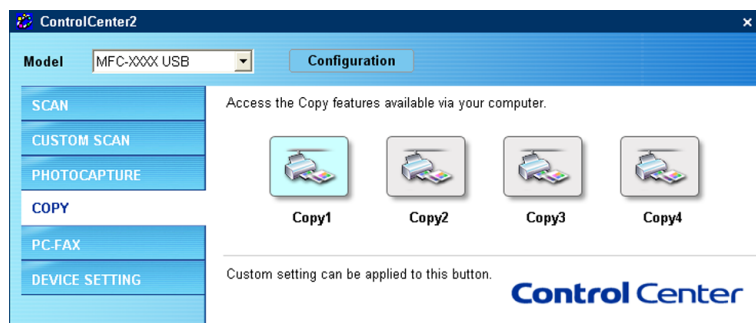 ControlCenter2
Model MFC-XXXX USB Configuration
SCAN
CUSTOM SCAN
PHOTOCAPTURE
COPY
PC-FAX
DEVICE SETTING
Access the Copy features available via your computer.
Copy1 Copy2 Copy3 Copy4
Custom setting can be applied to this button.
Control Center